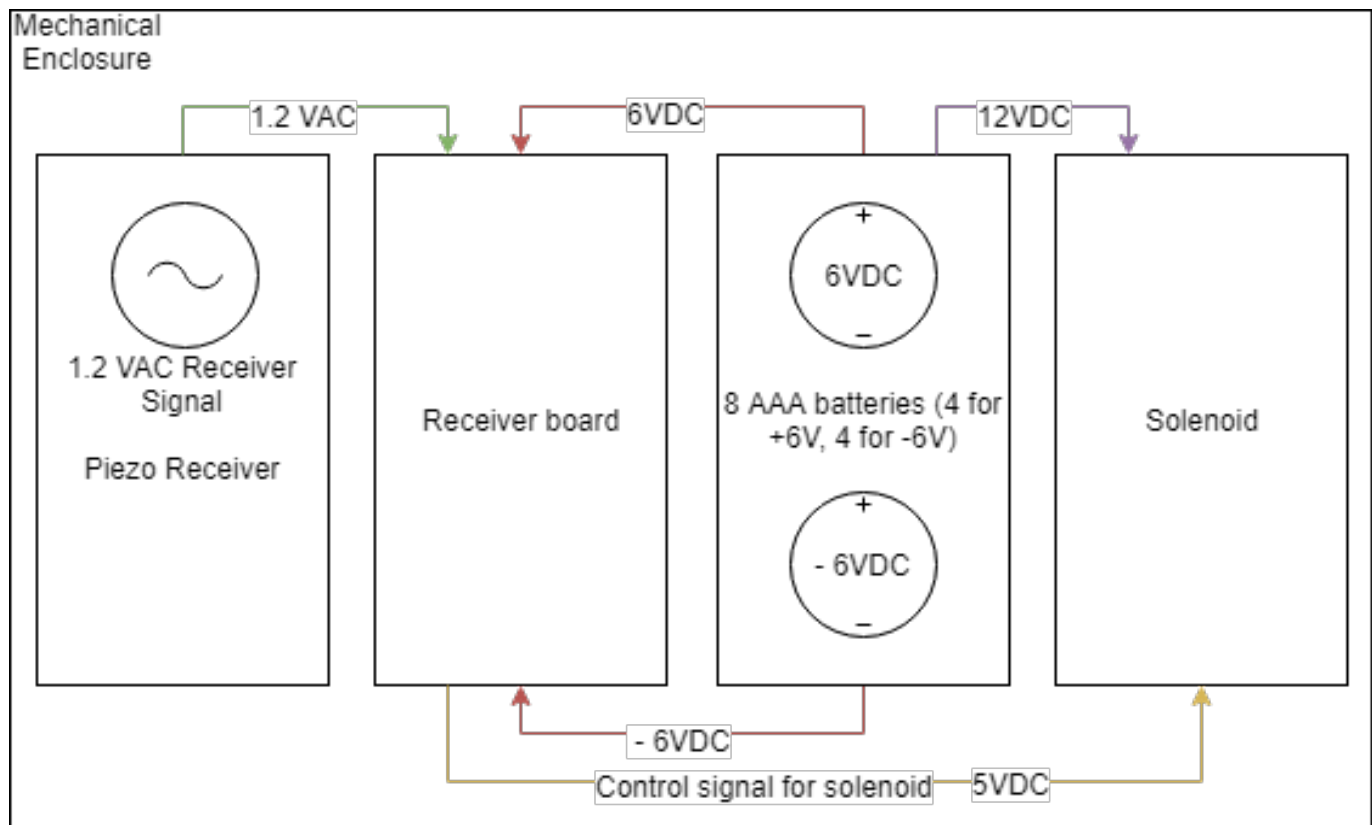 Mechanical
Enclosure
1.2 VAC
6VDC
12VDC
1.2 VAC Receiver
Signal
Piezo Receiver
Receiver board
+
6VDC
−
8 AAA batteries (4 for
+6V, 4 for -6V)
+
- 6VDC
−
Solenoid
- 6VDC
Control signal for solenoid
5VDC